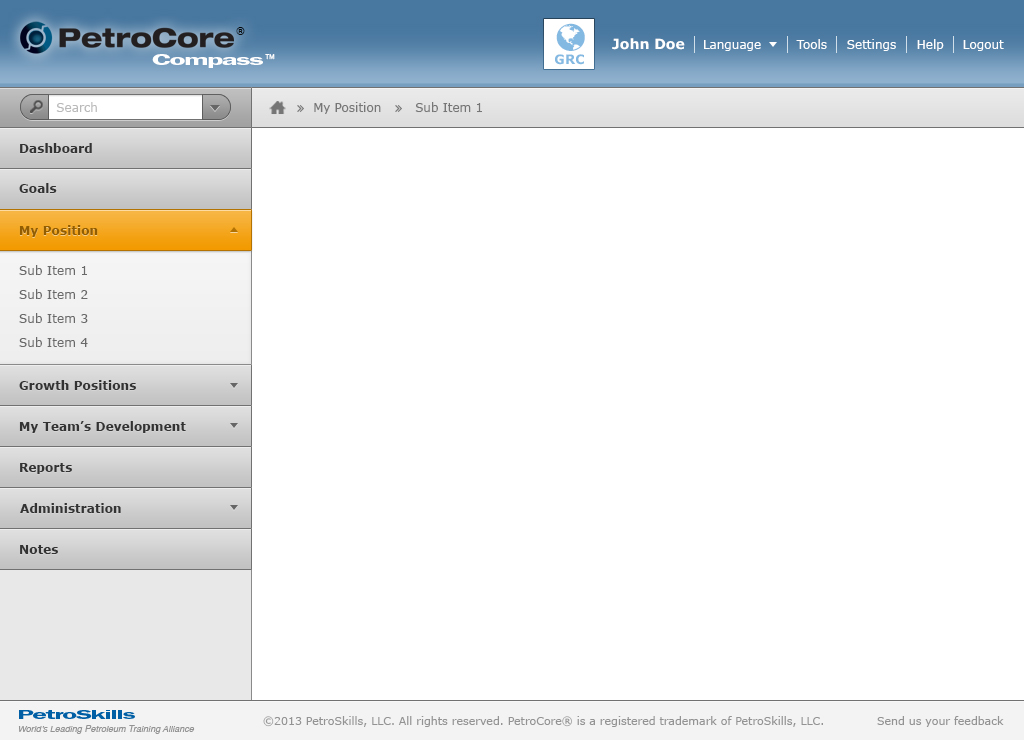 PetroCore®
Compass™
GRC
John Doe
Language
Tools
Settings
Help
Logout
Search
» My Position » Sub Item 1
Dashboard
Goals
My Position
Sub Item 1
Sub Item 2
Sub Item 3
Sub Item 4
Growth Positions
My Team’s Development
Reports
Administration
Notes
PetroSkills
World's Leading Petroleum Training Alliance
©2013 PetroSkills, LLC. All rights reserved. PetroCore® is a registered trademark of PetroSkills, LLC.
Send us your feedback